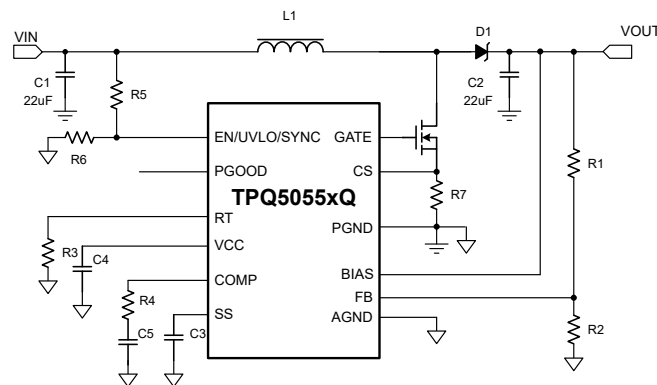 L1
VIN
D1
VOUT
C1
22uF
R5
C2
22uF
R6
EN/UVLO/SYNC
GATE
R1
PGOOD
CS
TPQ5055xQ
R7
RT
PGND
R3
VCC
C4
COMP
BIAS
R4
FB
SS
C5
C3
AGND
R2